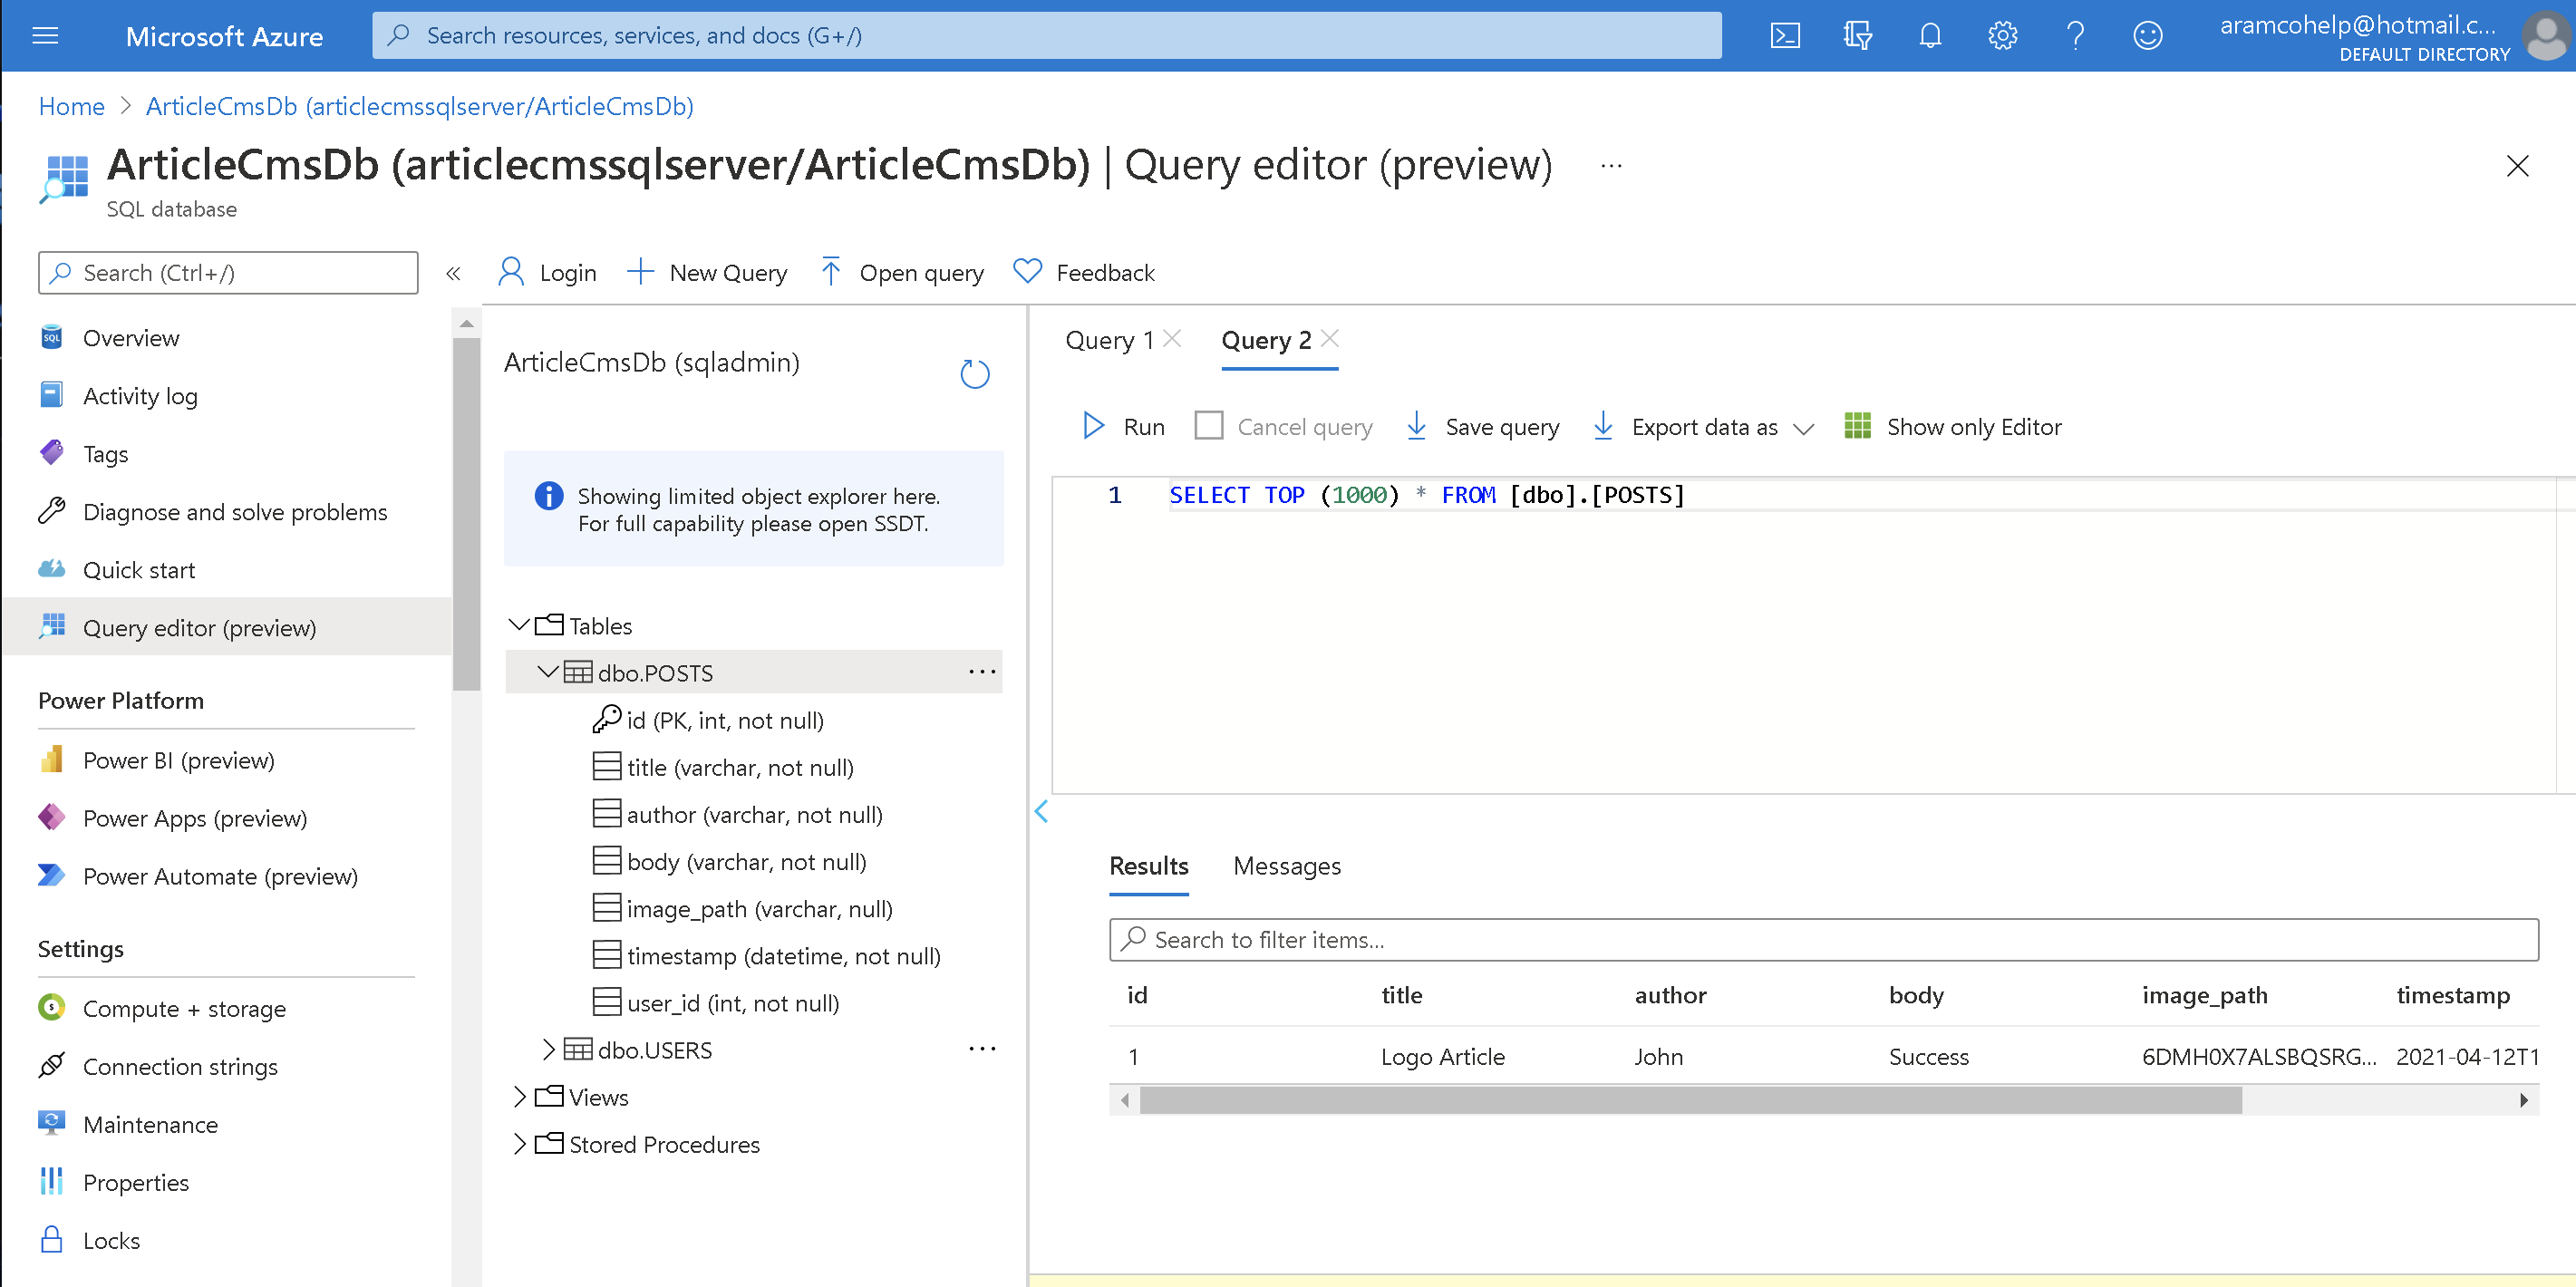 Microsoft Azure
Search resources, services, and docs (G+/)
aramcohelp@hotmail.c...
DEFAULT DIRECTORY
Home > ArticleCmsDb (articlecmssqlserver/ArticleCmsDb)
ArticleCmsDb (articlecmssqlserver/ArticleCmsDb) | Query editor (preview) ...
SQL database
Search (Ctrl+/)
«
Login
New Query
Open query
Feedback
Overview
Activity log
Tags
Diagnose and solve problems
Quick start
Query editor (preview)
Power Platform
Power BI (preview)
Power Apps (preview)
Power Automate (preview)
Settings
Compute + storage
Connection strings
Maintenance
Properties
Locks
ArticleCmsDb (sqladmin)
Showing limited object explorer here.
For full capability please open SSDT.
Tables
dbo.POSTS ...
id (PK, int, not null)
title (varchar, not null)
author (varchar, not null)
body (varchar, not null)
image_path (varchar, null)
timestamp (datetime, not null)
user_id (int, not null)
dbo.USERS ...
Views
Stored Procedures
Query 1
Query 2
Run
Cancel query
Save query
Export data as
Show only Editor
1 SELECT TOP (1000) * FROM [dbo].[POSTS]
Results
Messages
Search to filter items...
id title author body image_path timestamp
1 Logo Article John Success 6DMH0X7ALSBQSRG... 2021-04-12T1